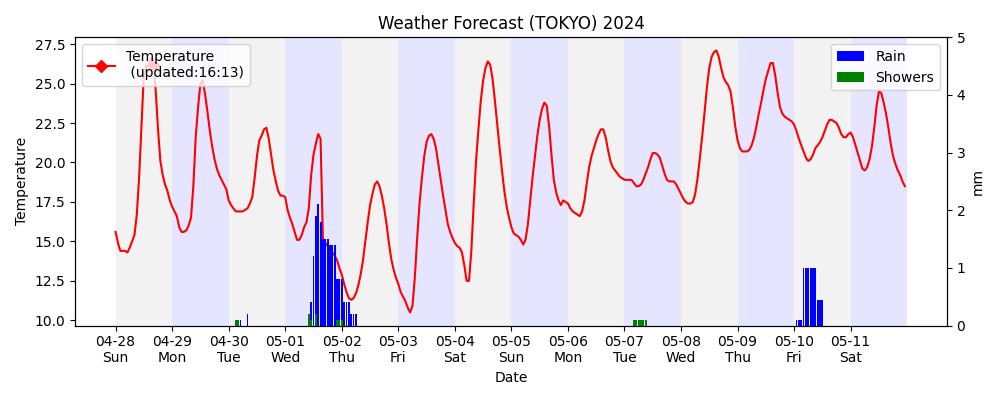 Weather Forecast (TOKYO) 2024
Temperature
(updated:16:13)
Rain
Showers
27.5
25.0
22.5
20.0
17.5
15.0
12.5
10.0
Temperature
5
4
3
2
1
0
mm
04-28 04-29 04-30 05-01 05-02 05-03 05-04 05-05 05-06 05-07 05-08 05-09 05-10 05-11
Sun Mon Tue Wed Thu Fri Sat Sun Mon Tue Wed Thu Fri Sat
Date